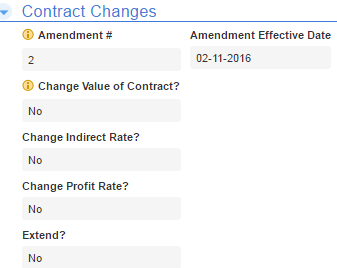 Contract Changes
Amendment # Amendment Effective Date
2 02-11-2016
Change Value of Contract?
No
Change Indirect Rate?
No
Change Profit Rate?
No
Extend?
No